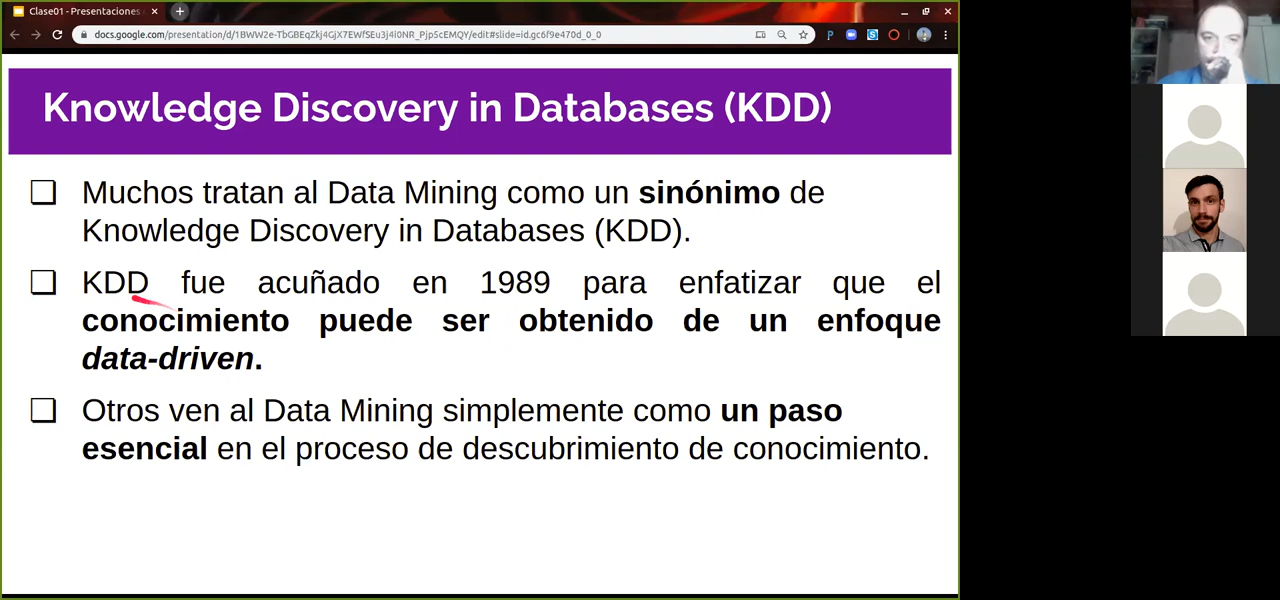 Clase01 - Presentaciones
docs.google.com/presentation/d/1BWW2e-TbGBEqZkj4GJX7EWfSEu3j4i0NR_Pjp5cEMQY/edit#slide=id.gc6f9e470d_0_0
Knowledge Discovery in Databases (KDD)
Muchos tratan al Data Mining como un sinónimo de
Knowledge Discovery in Databases (KDD).
KDD fue acuñado en 1989 para enfatizar que el
conocimiento puede ser obtenido de un enfoque
data-driven.
Otros ven al Data Mining simplemente como un paso
esencial en el proceso de descubrimiento de conocimiento.